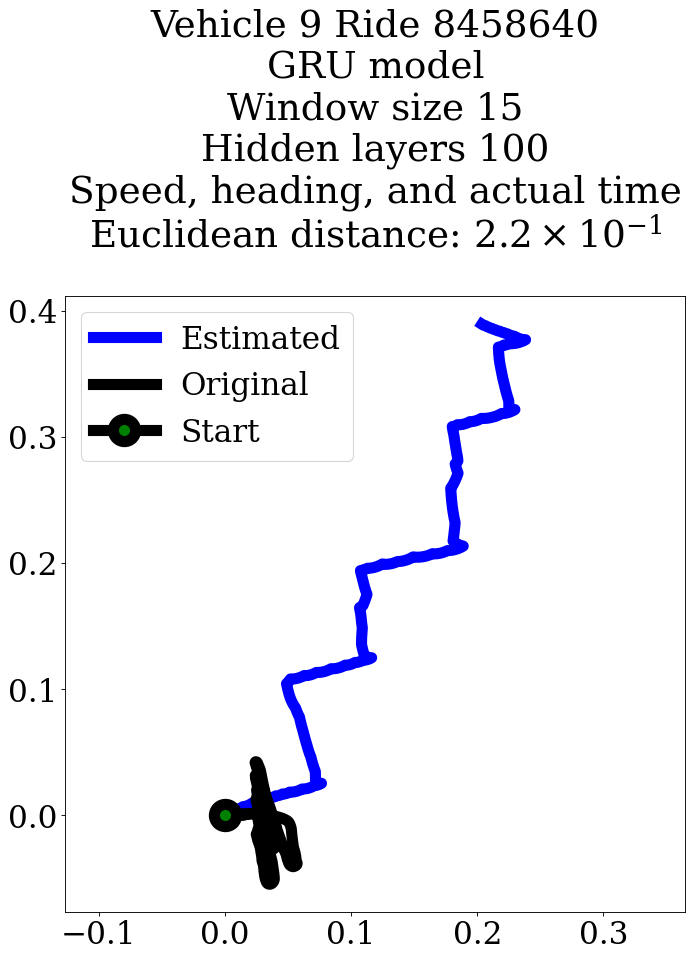 Vehicle 9 Ride 8458640
GRU model
Window size 15
Hidden layers 100
Speed, heading, and actual time
Euclidean distance: 2.2 × 10⁻¹
0.4
0.3
0.2
0.1
0.0
Estimated
Original
Start
−0.1 0.0 0.1 0.2 0.3